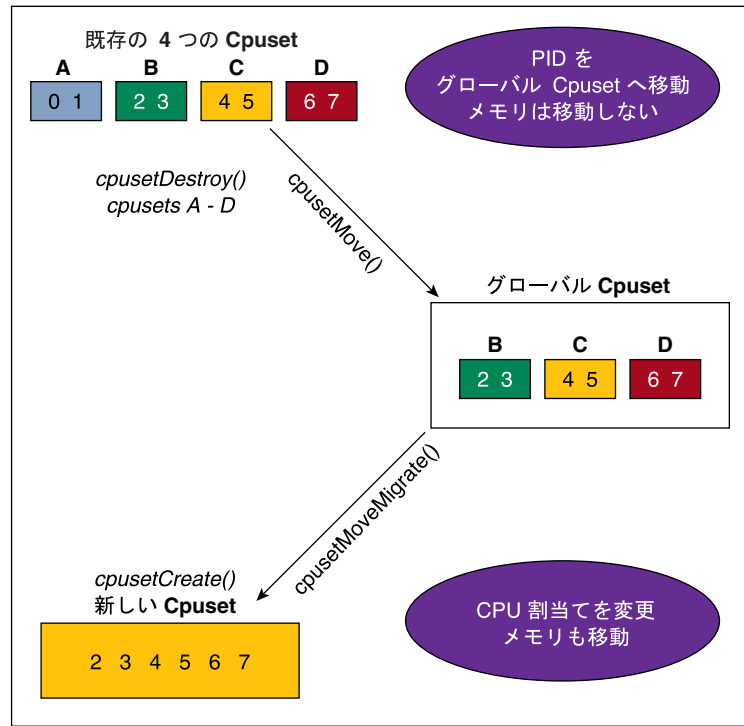 既存の 4 つの Cpuset
A B C D
0 1 2 3 4 5 6 7
PID を
グローバル Cpuset へ移動
メモリは移動しない
cpusetDestroy()
cpusets A - D
cpusetMove()
グローバル Cpuset
B C D
2 3 4 5 6 7
cpusetMoveMigrate()
cpusetCreate()
新しい Cpuset
2 3 4 5 6 7
CPU 割当てを変更
メモリも移動